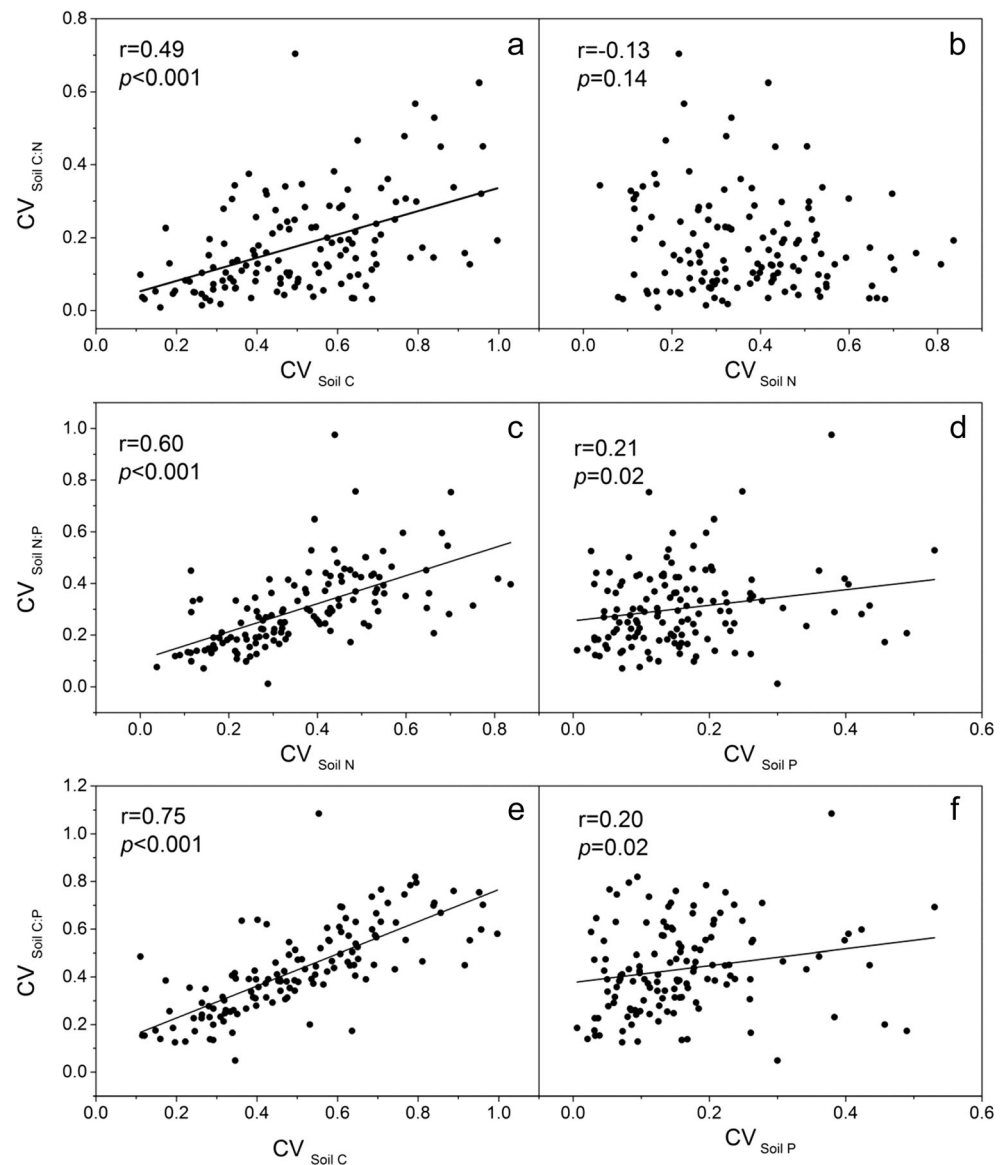 r=0.49
p<0.001
a
r=-0.13
p=0.14
b
0.8
0.6
0.4
0.2
0.0
CV Soil C:N
0.0 0.2 0.4 0.6 0.8 1.0
CV Soil C
0.0 0.2 0.4 0.6 0.8
CV Soil N
r=0.60
p<0.001
c
r=0.21
p=0.02
d
1.0
0.8
0.6
0.4
0.2
0.0
CV Soil N:P
0.0 0.2 0.4 0.6 0.8
CV Soil N
0.0 0.2 0.4 0.6
CV Soil P
r=0.75
p<0.001
e
r=0.20
p=0.02
f
1.2
1.0
0.8
0.6
0.4
0.2
0.0
CV Soil C:P
0.0 0.2 0.4 0.6 0.8 1.0
CV Soil C
0.0 0.2 0.4 0.6
CV Soil P